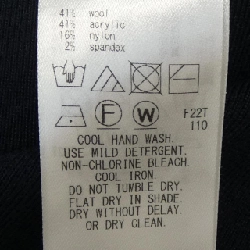 41% wool
41% acrylic
16% nylon
2% spandex
F W F22T
110
COOL HAND WASH.
USE MILD DETERGENT.
NON-CHLORINE BLEACH.
COOL IRON.
DO NOT TUMBLE DRY.
FLAT DRY IN SHADE.
DRY WITHOUT DELAY
OR DRY CLEAN.